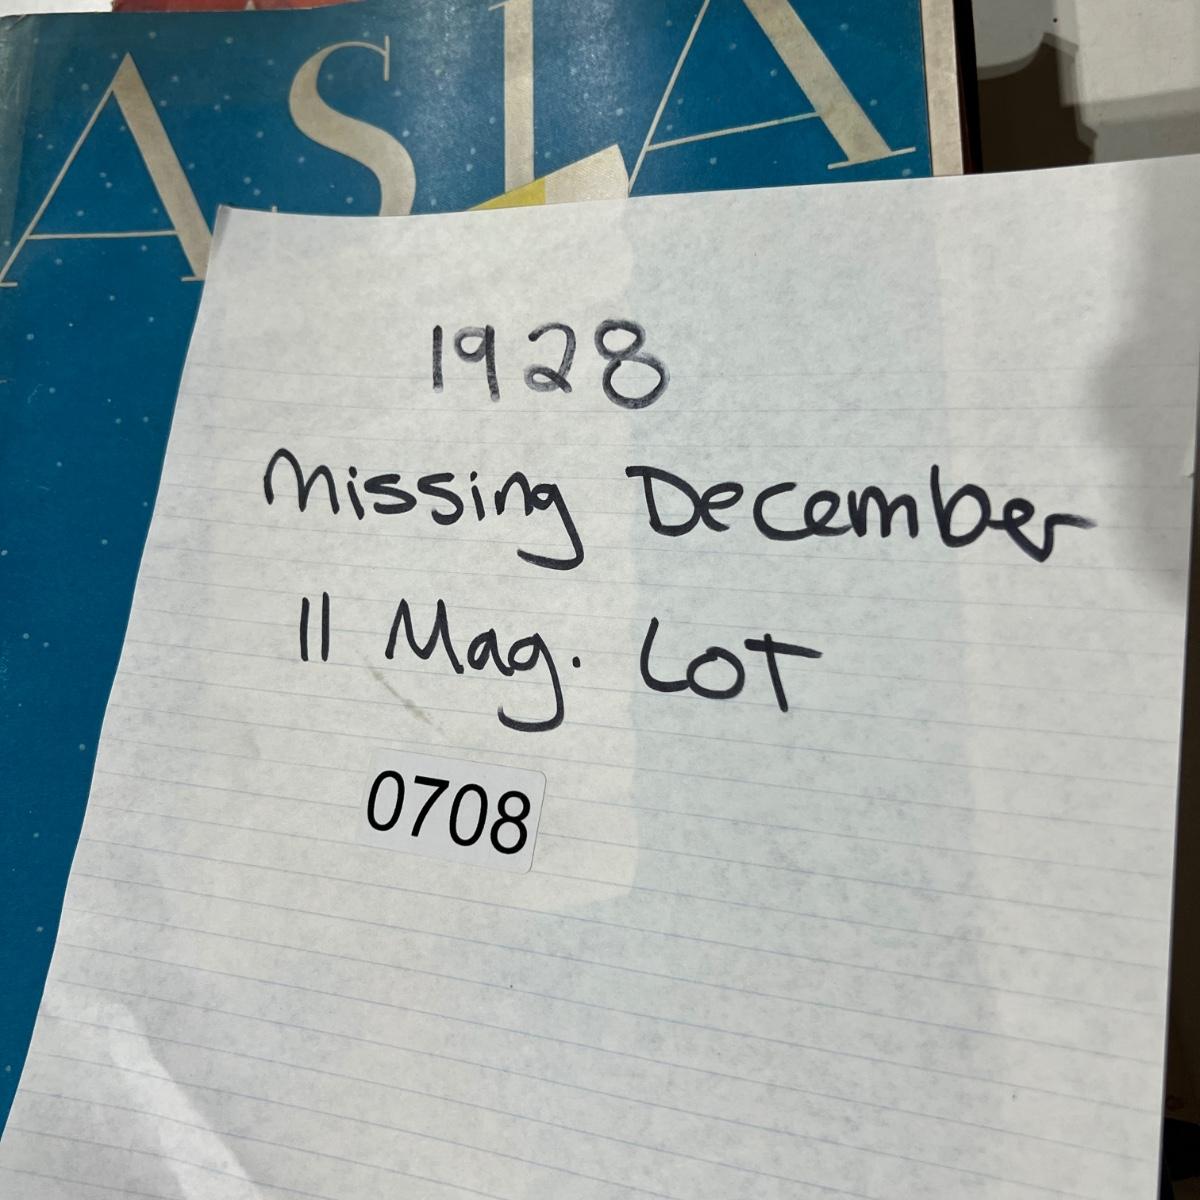 ASIA
1928
Missing December
11 Mag. Lot
0708